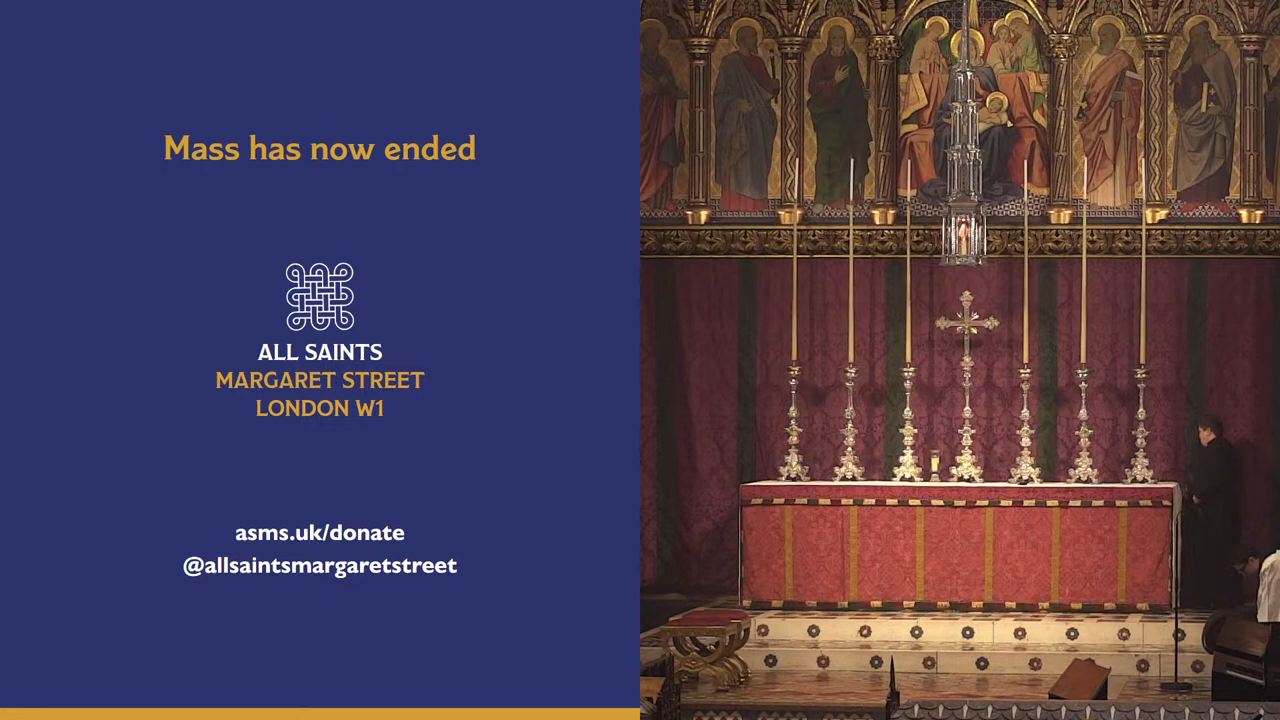 Mass has now ended
ALL SAINTS
MARGARET STREET
LONDON W1
asms.uk/donate
@allsaintsmargaretstreet